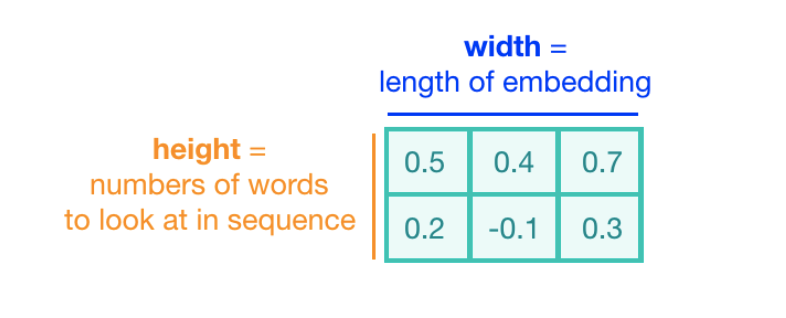 width =
length of embedding
height =
numbers of words
to look at in sequence
0.5 0.4 0.7
0.2 -0.1 0.3